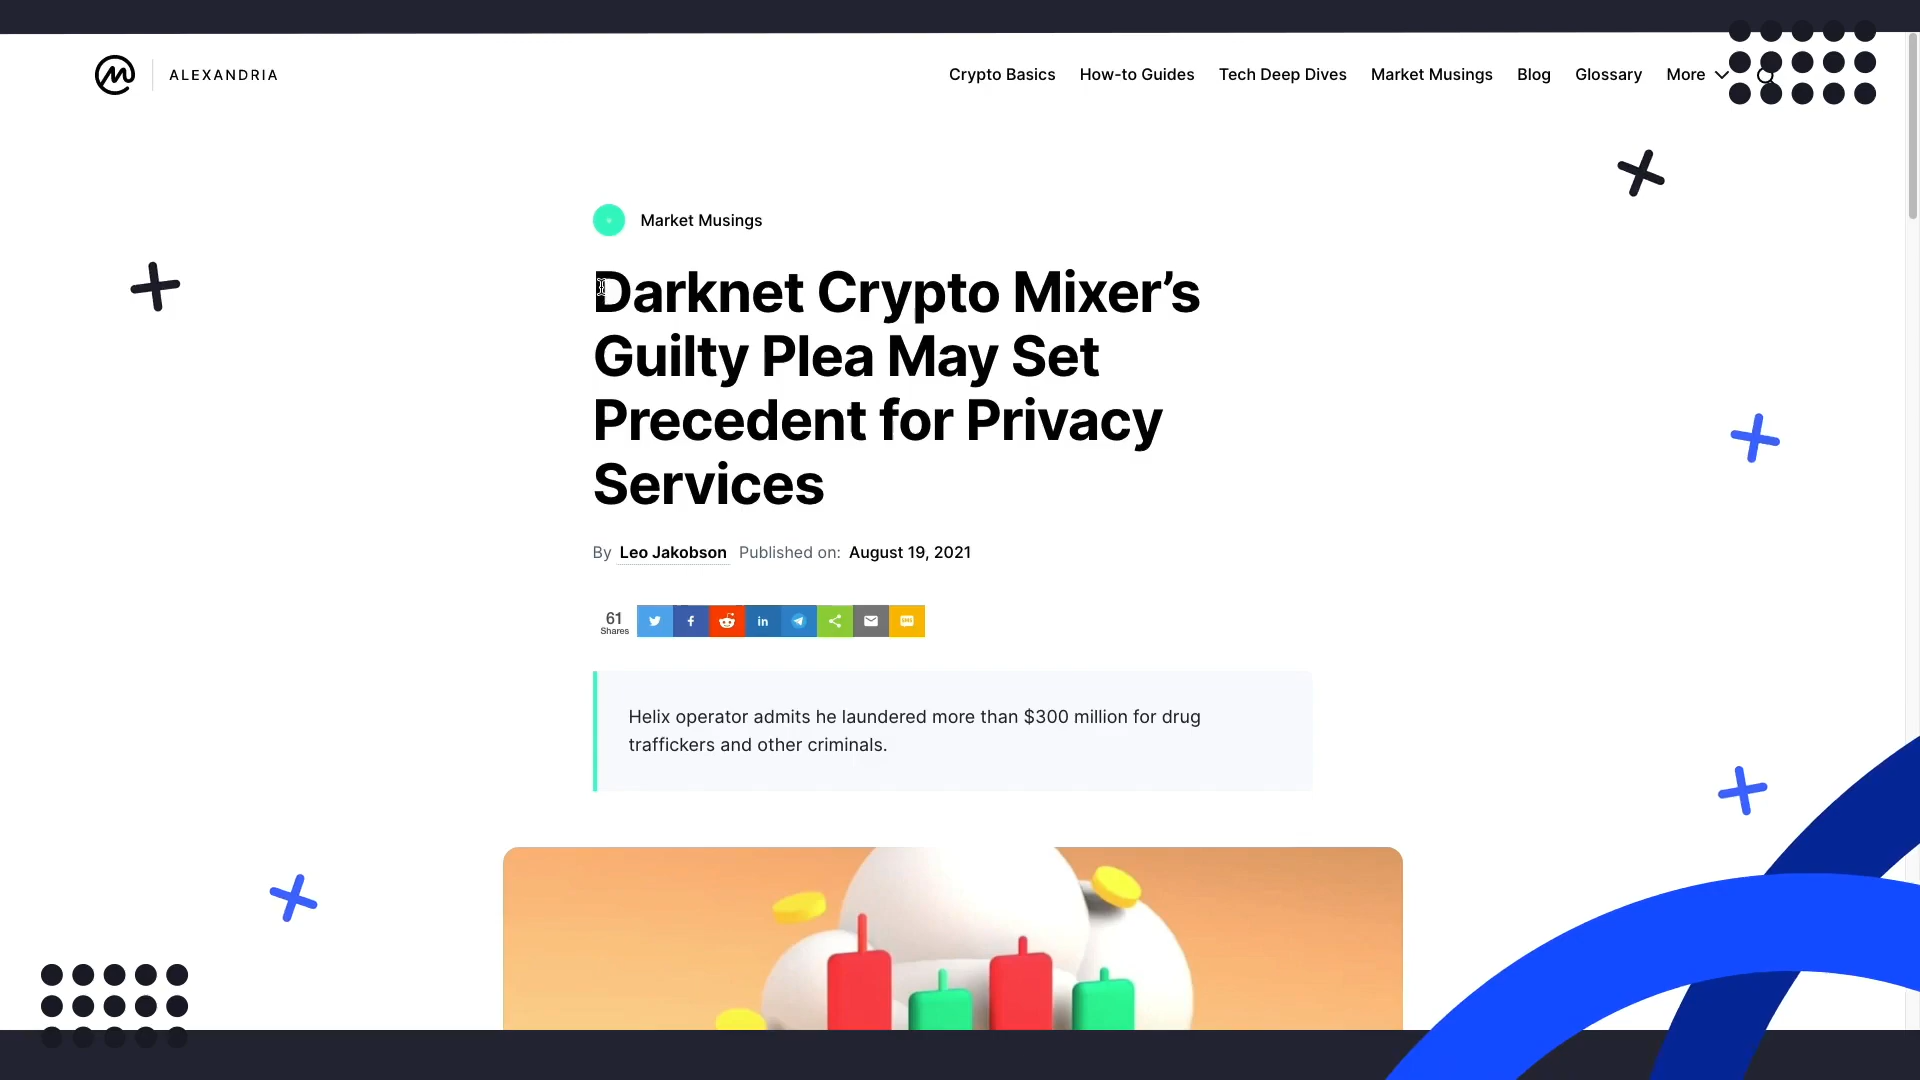 ALEXANDRIA
Crypto Basics How-to Guides Tech Deep Dives Market Musings Blog Glossary More
Market Musings
Darknet Crypto Mixer’s
Guilty Plea May Set
Precedent for Privacy
Services
By Leo Jakobson Published on: August 19, 2021
61
Shares
Helix operator admits he laundered more than $300 million for drug
traffickers and other criminals.